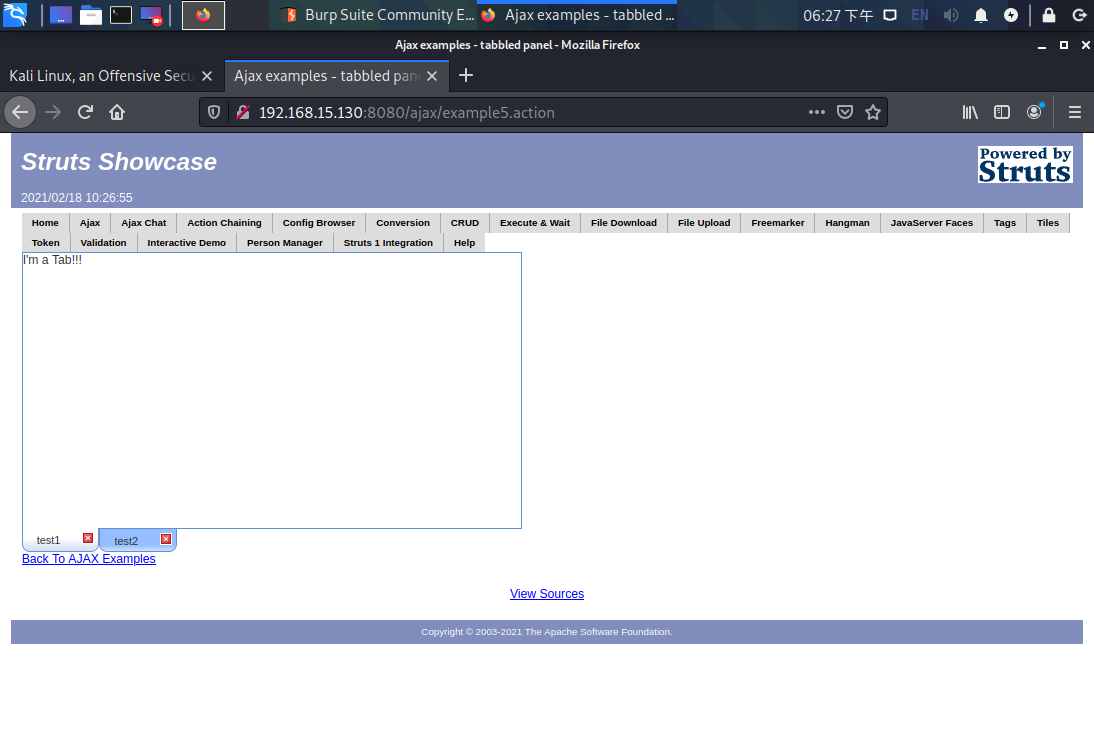 Burp Suite Community E... Ajax examples - tabbled ... 06:27 下午 EN
Ajax examples - tabbled panel - Mozilla Firefox
Kali Linux, an Offensive Secu Ajax examples - tabbled pan
192.168.15.130:8080/ajax/example5.action
Struts Showcase
Powered by
Struts
2021/02/18 10:26:55
Home Ajax Ajax Chat Action Chaining Config Browser Conversion CRUD Execute & Wait File Download File Upload Freemarker Hangman JavaServer Faces Tags Tiles
Token Validation Interactive Demo Person Manager Struts 1 Integration Help
I'm a Tab!!!
test1 test2
Back To AJAX Examples
View Sources
Copyright © 2003-2021 The Apache Software Foundation.